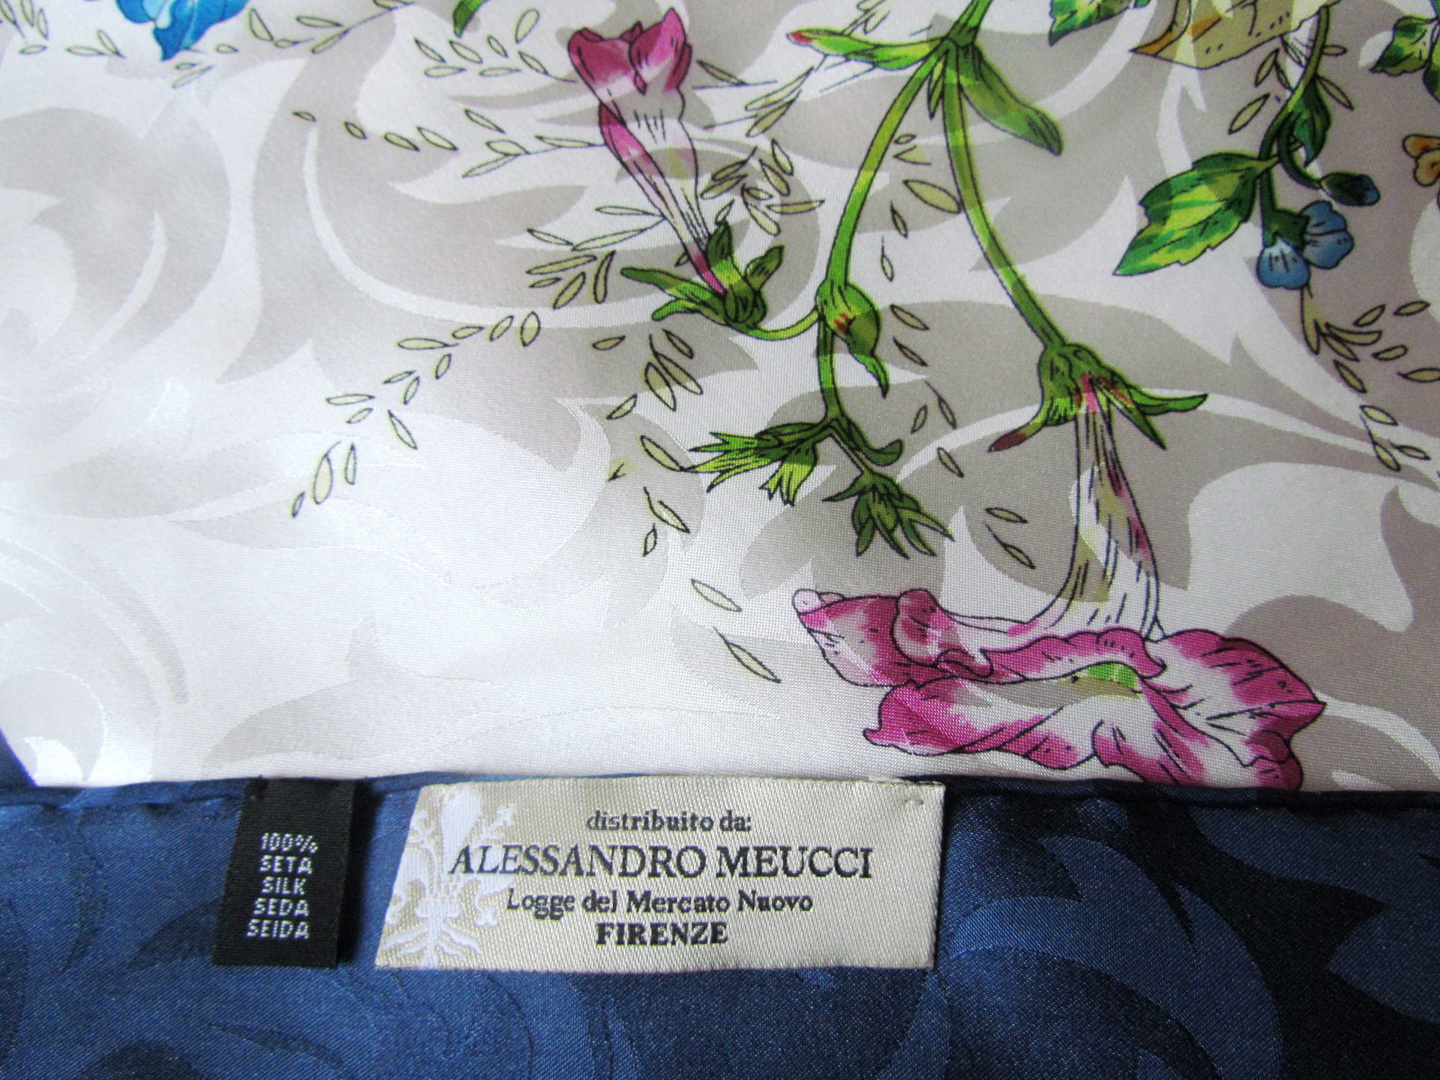 100%
SETA
SILK
SEDA
SEIDA
distribuito da:
ALESSANDRO MEUCCI
Logge del Mercato Nuovo
FIRENZE